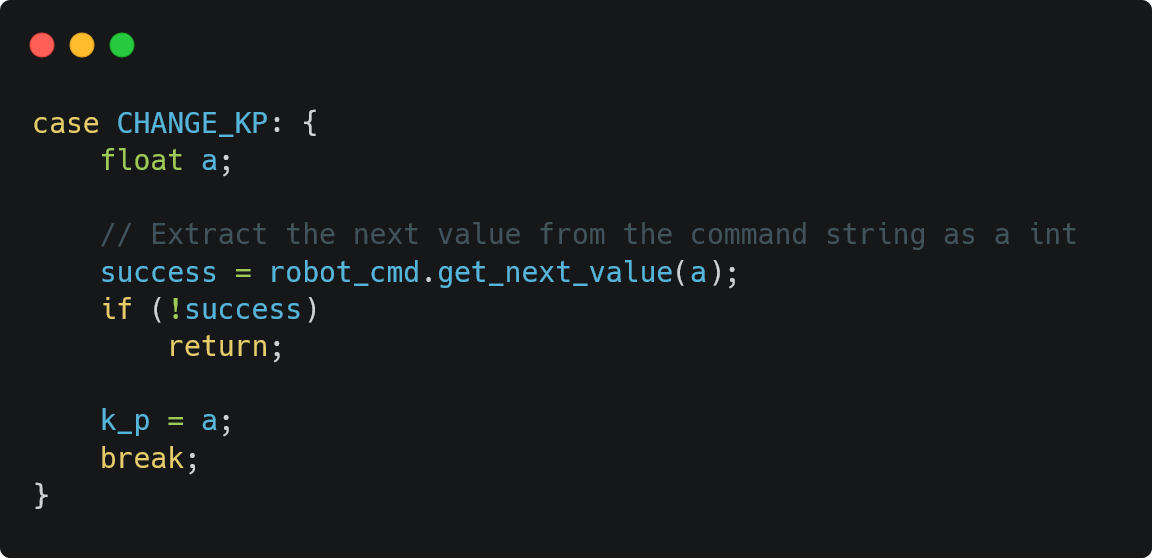 case CHANGE_KP: {
    float a;

    // Extract the next value from the command string as a int
    success = robot_cmd.get_next_value(a);
    if (!success)
        return;

    k_p = a;
    break;
}